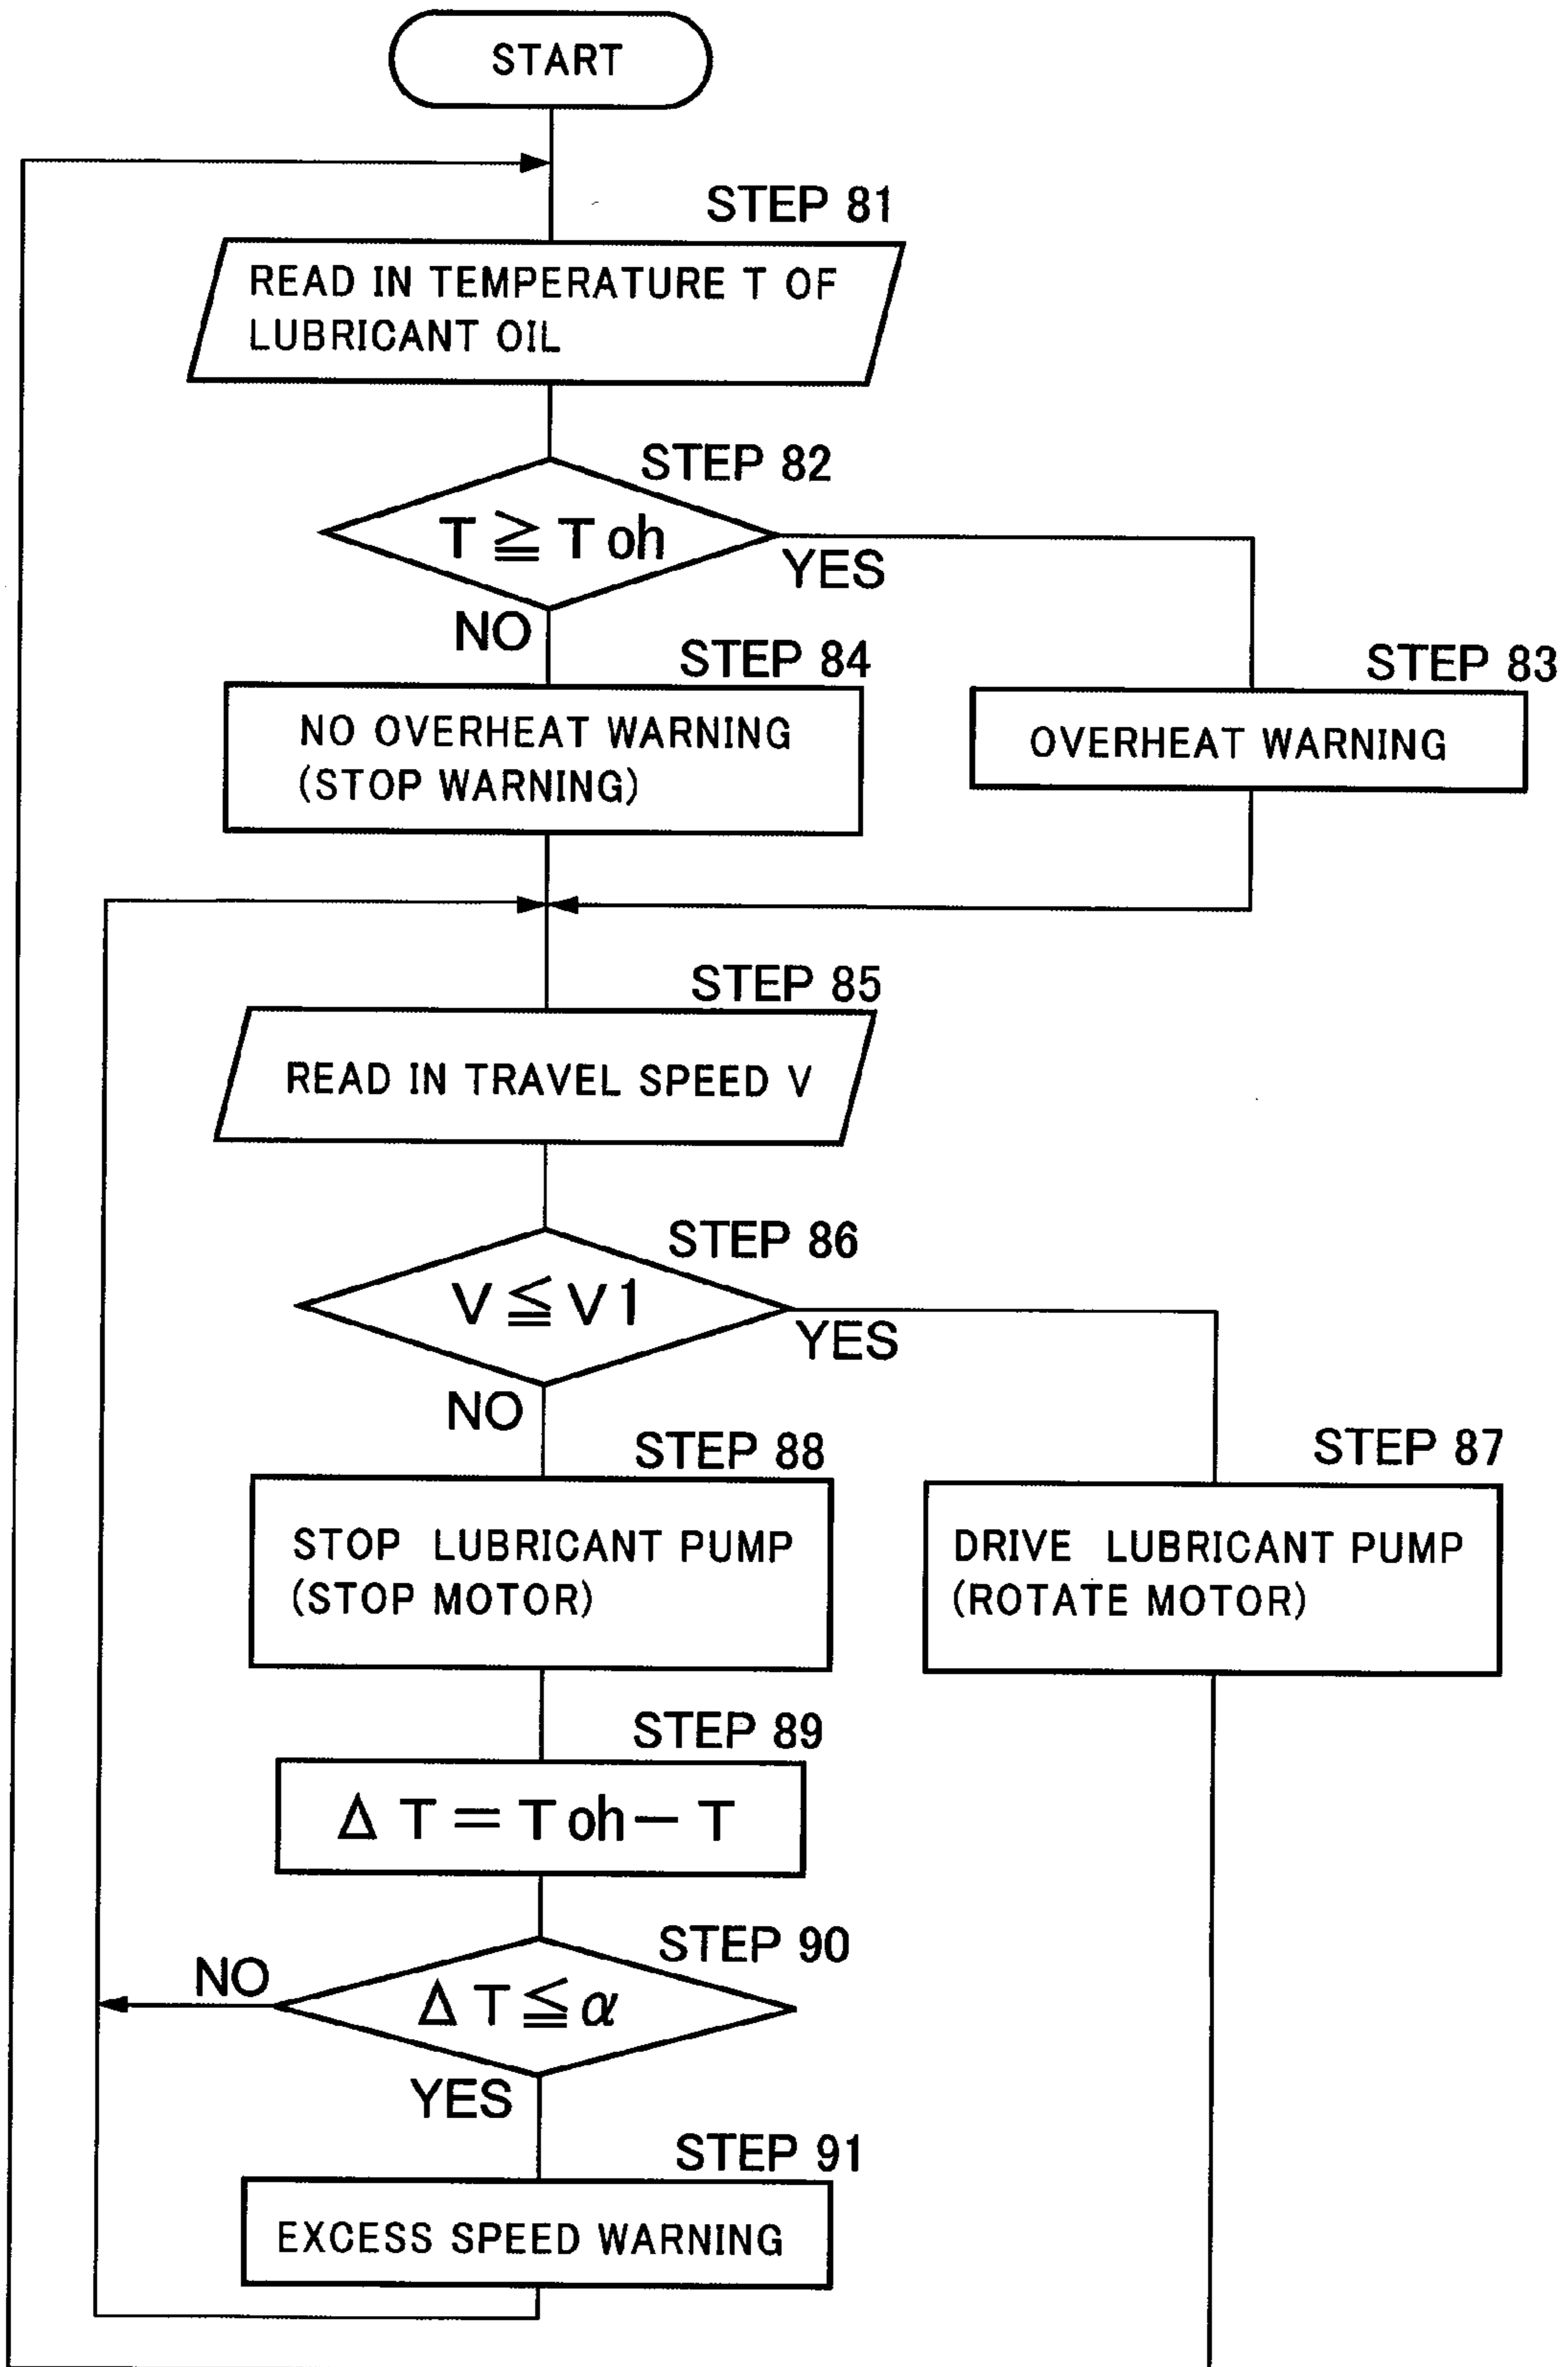 START
STEP 81
READ IN TEMPERATURE T OF
LUBRICANT OIL
STEP 82
T ≧ T oh
YES
NO
STEP 84
NO OVERHEAT WARNING
(STOP WARNING)
STEP 83
OVERHEAT WARNING
STEP 85
READ IN TRAVEL SPEED V
STEP 86
V ≦ V1
YES
NO
STEP 88
STOP LUBRICANT PUMP
(STOP MOTOR)
STEP 87
DRIVE LUBRICANT PUMP
(ROTATE MOTOR)
STEP 89
Δ T = T oh − T
STEP 90
NO
Δ T ≦ α
YES
STEP 91
EXCESS SPEED WARNING